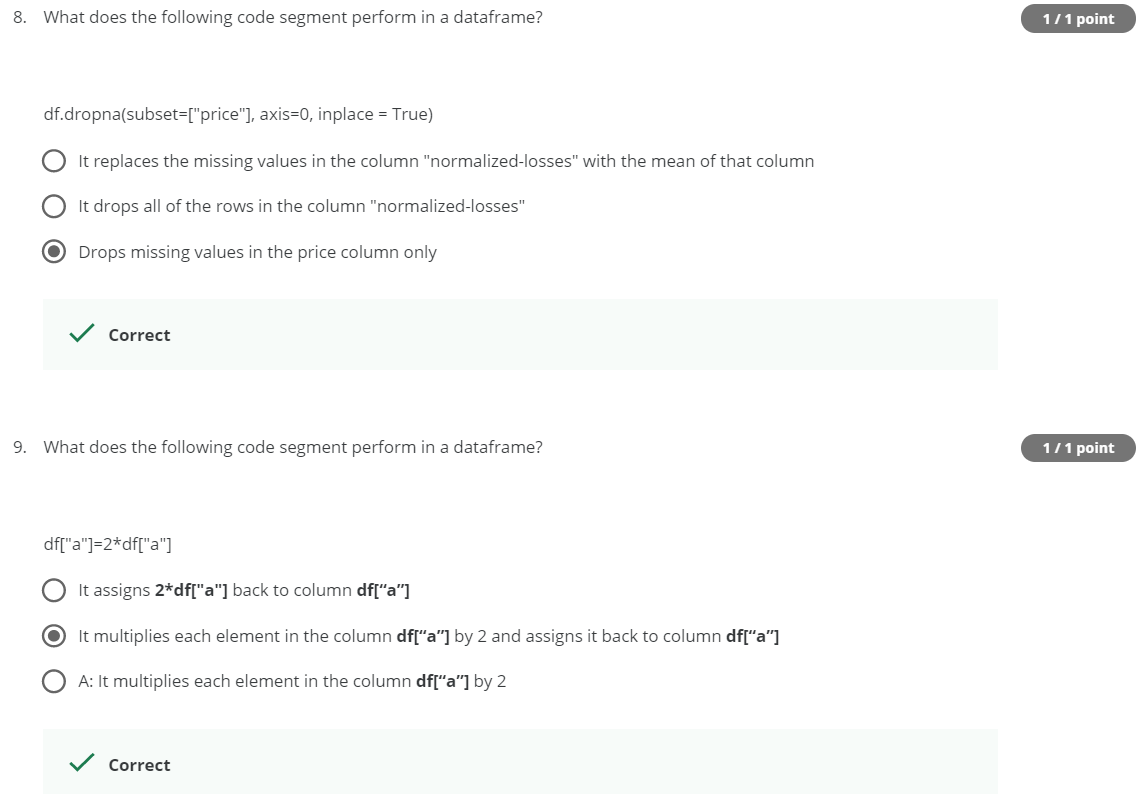 8. What does the following code segment perform in a dataframe?
1 / 1 point
df.dropna(subset=["price"], axis=0, inplace = True)
It replaces the missing values in the column "normalized-losses" with the mean of that column
It drops all of the rows in the column "normalized-losses"
Drops missing values in the price column only
Correct
9. What does the following code segment perform in a dataframe?
1 / 1 point
df["a"]=2*df["a"]
It assigns 2*df["a"] back to column df[“a”]
It multiplies each element in the column df[“a”] by 2 and assigns it back to column df[“a”]
A: It multiplies each element in the column df[“a”] by 2
Correct